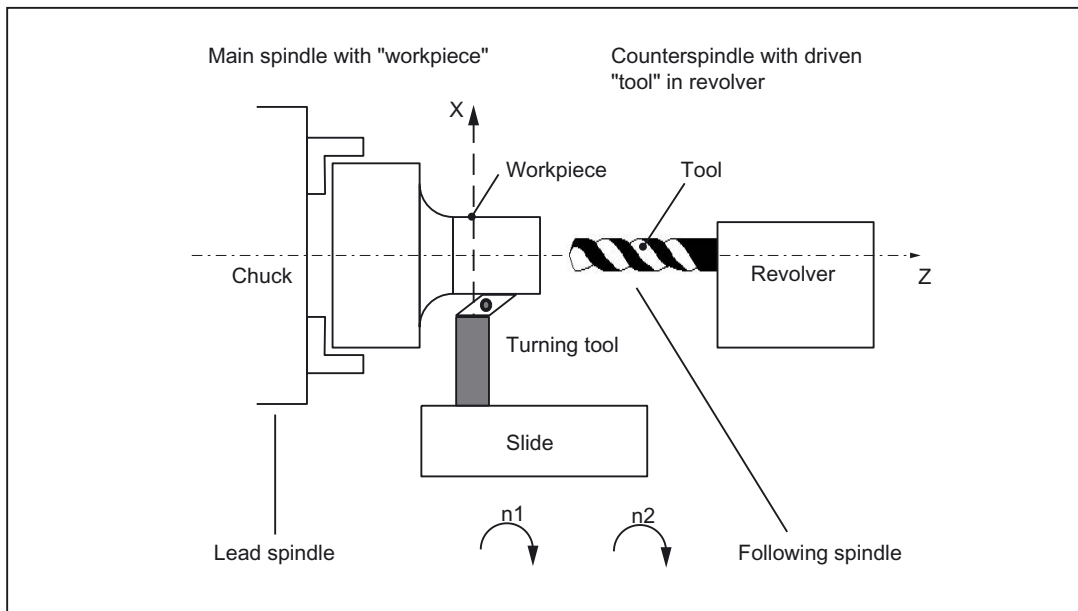 Main spindle with "workpiece"
Counterspindle with driven
"tool" in revolver
X
Workpiece
Tool
Chuck
Revolver
Z
Turning tool
Slide
n1
n2
Lead spindle
Following spindle